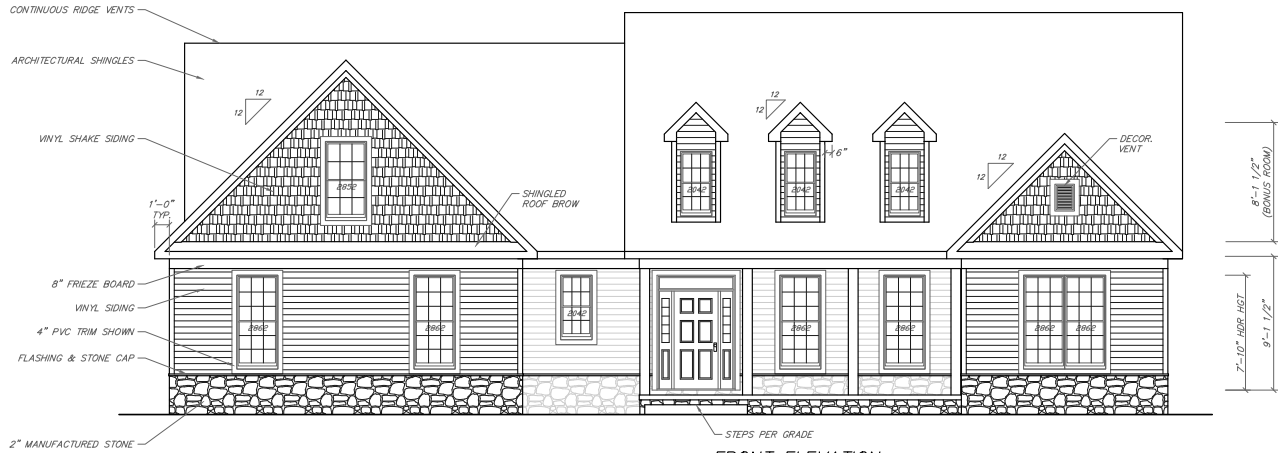 CONTINUOUS RIDGE VENTS
ARCHITECTURAL SHINGLES
12
12
12
12
VINYL SHAKE SIDING
2852
6"
2042
2042
2042
12
12
DECOR.
VENT
8'-1 1/2"
(BONUS ROOM)
1'-0"
TYP.
SHINGLED
ROOF BROW
8" FRIEZE BOARD
VINYL SIDING
4" PVC TRIM SHOWN
FLASHING & STONE CAP
2862
2862
2042
2862
2862
2862
2862
7'-10" HDR HGT
9'-1 1/2"
2" MANUFACTURED STONE
STEPS PER GRADE
FRONT ELEVATION